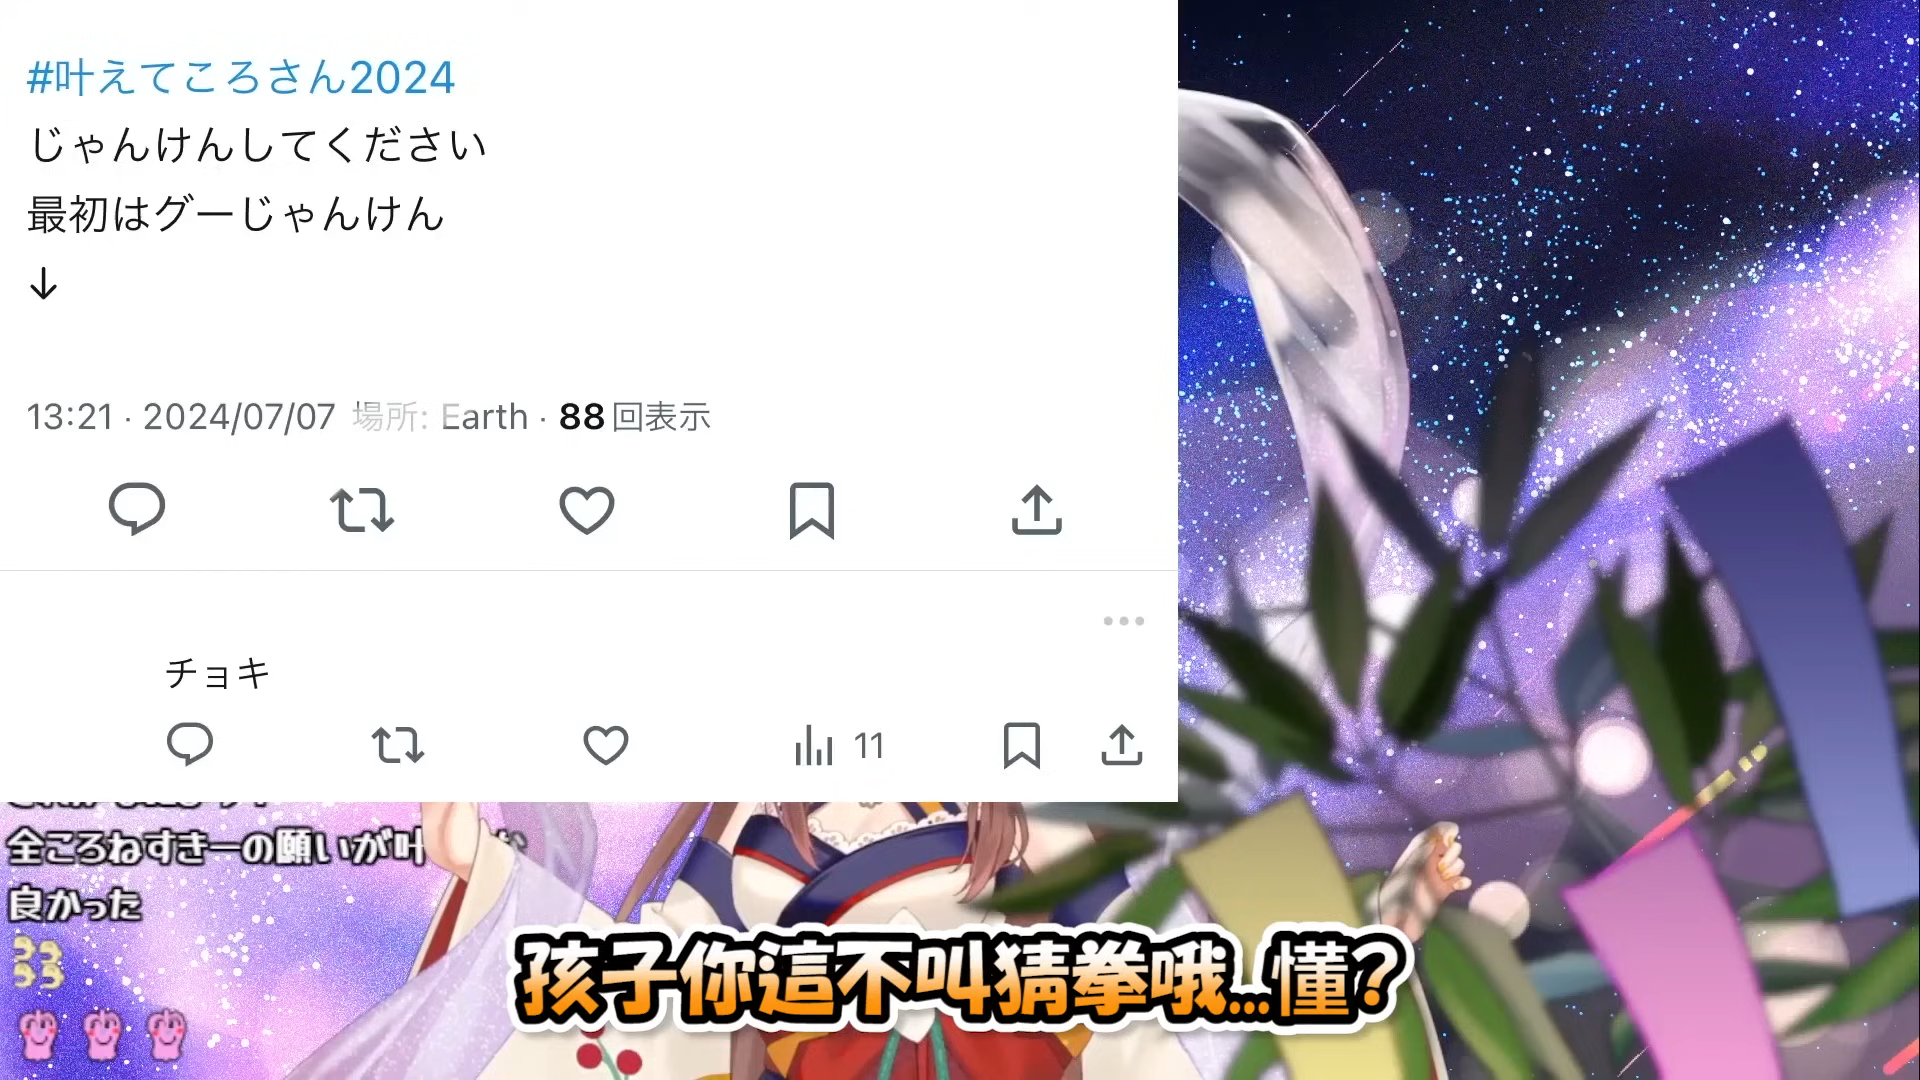 #叶えてころさん2024
じゃんけんしてください
最初はグーじゃんけん
↓
13:21 · 2024/07/07 場所: Earth · 88回表示
チョキ
11
全ころねすきーの願いが叶
良かった
孩子你這不叫猜拳哦...懂?